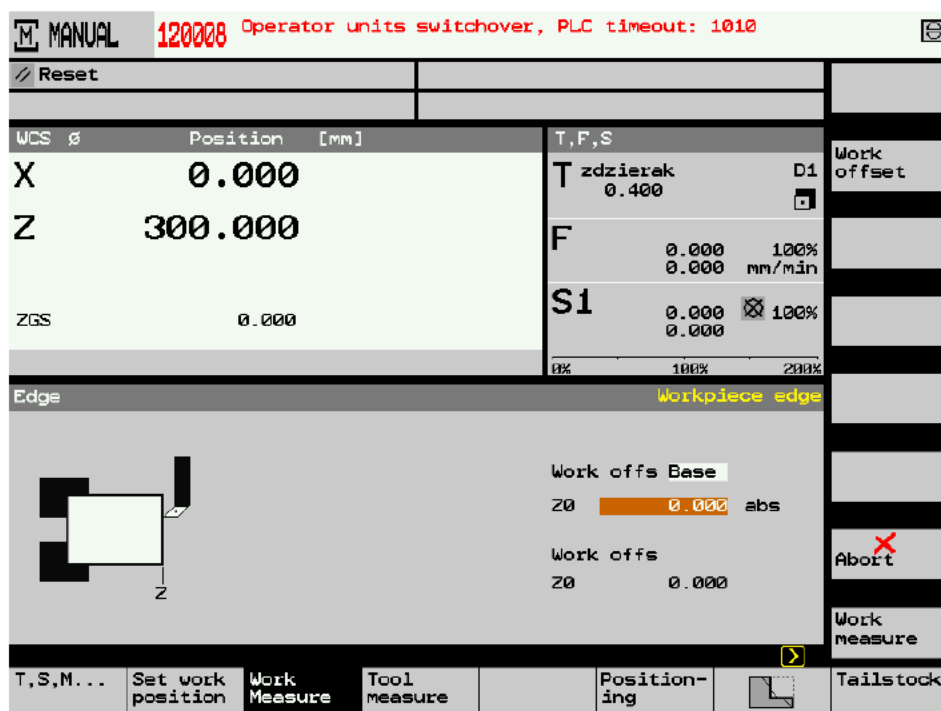 M MANUAL 120008 Operator units switchover, PLC timeout: 1010
Reset
WCS Ø Position [mm] T,F,S
X 0.000 T zdzierak D1
0.400
Work
offset
Z 300.000 F 0.000 100%
0.000 mm/min
ZGS 0.000 S1 0.000 100%
0.000
0% 100% 200%
Edge Workpiece edge
Work offs Base
Z0 0.000 abs
Work offs
Z0 0.000
Z
Abort
Work
measure
T,S,M... Set work Work Tool Position- Tailstock
position Measure measure ing